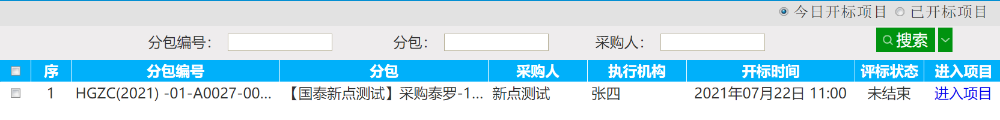 今日开标项目 已开标项目
分包编号： 分包： 采购人： 搜索
序 分包编号 分包 采购人 执行机构 开标时间 评标状态 进入项目
1 HGZC(2021) -01-A0027-00... 【国泰新点测试】采购泰罗-1... 新点测试 张四 2021年07月22日 11:00 未结束 进入项目